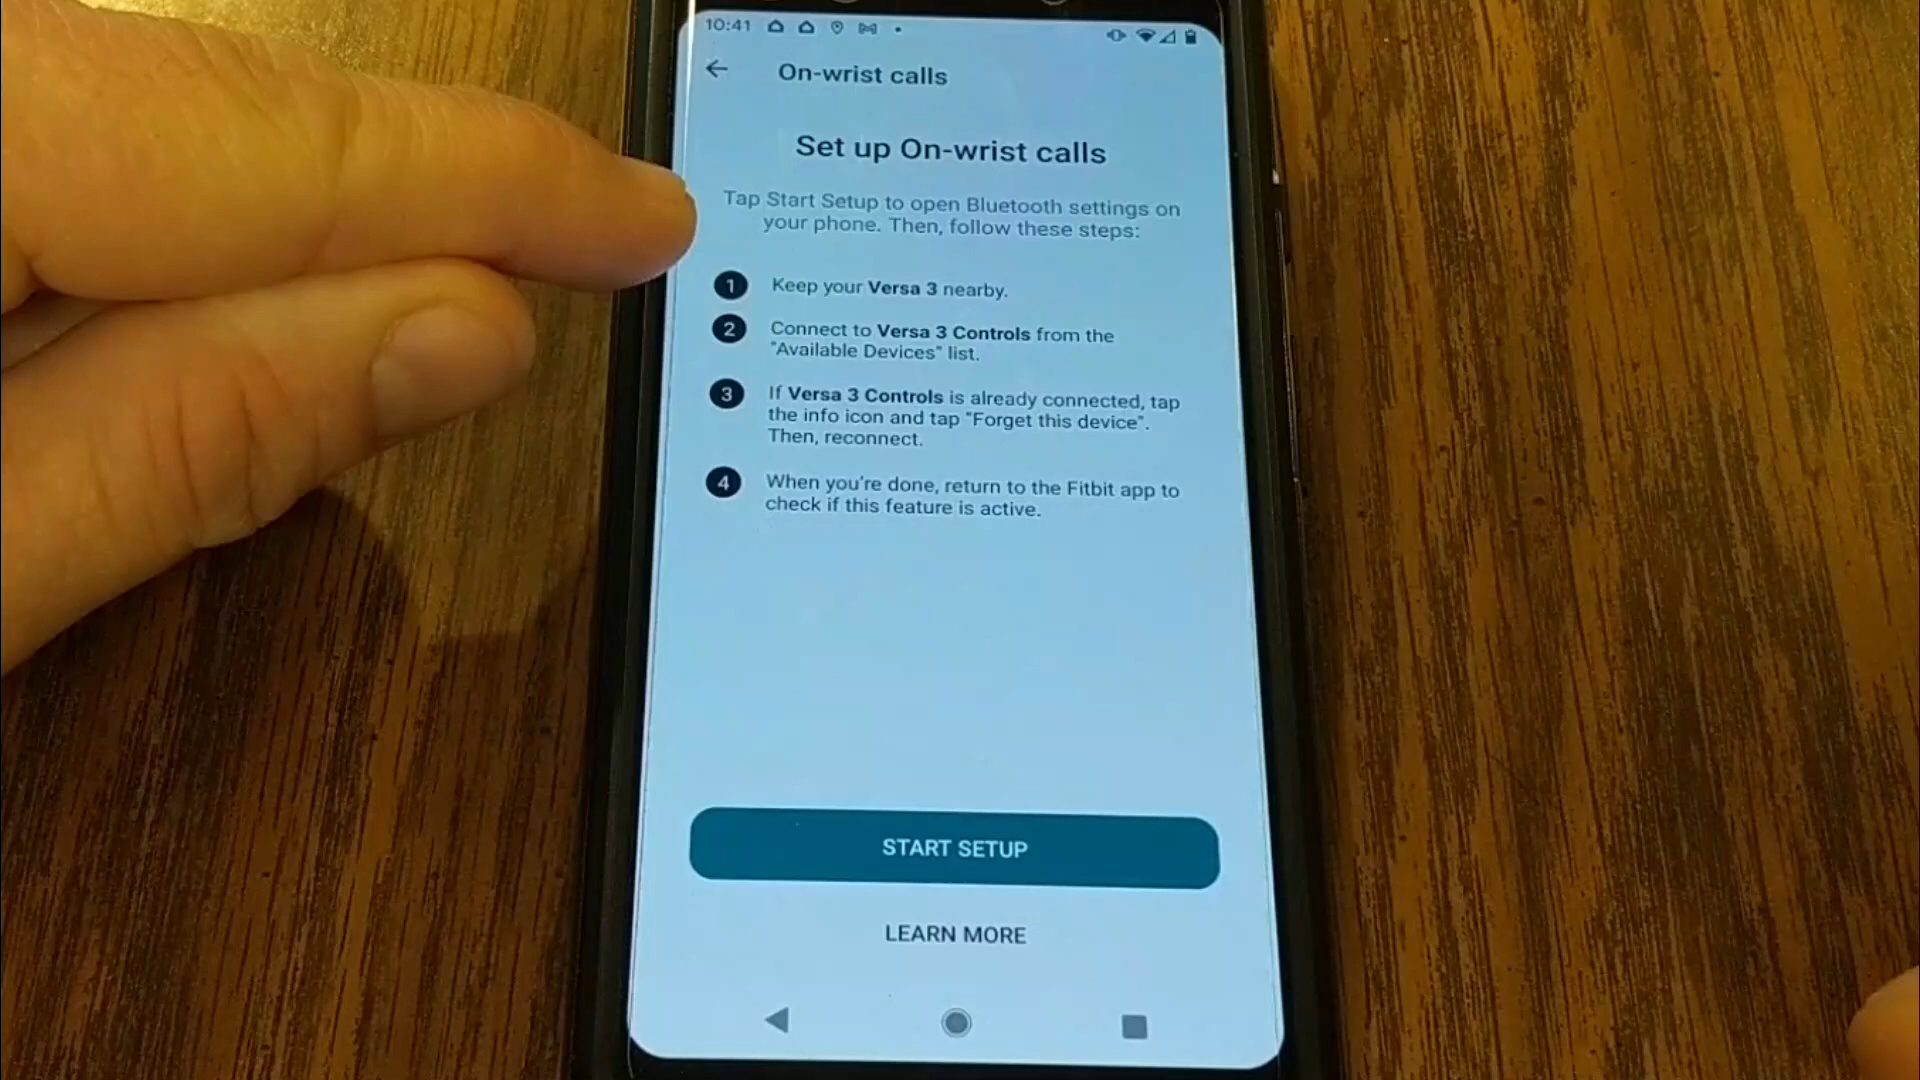 10:41
On-wrist calls
Set up On-wrist calls
Tap Start Setup to open Bluetooth settings on
your phone. Then, follow these steps:
1 Keep your Versa 3 nearby.
2 Connect to Versa 3 Controls from the
"Available Devices" list.
3 If Versa 3 Controls is already connected, tap
the info icon and tap "Forget this device".
Then, reconnect.
4 When you're done, return to the Fitbit app to
check if this feature is active.
START SETUP
LEARN MORE